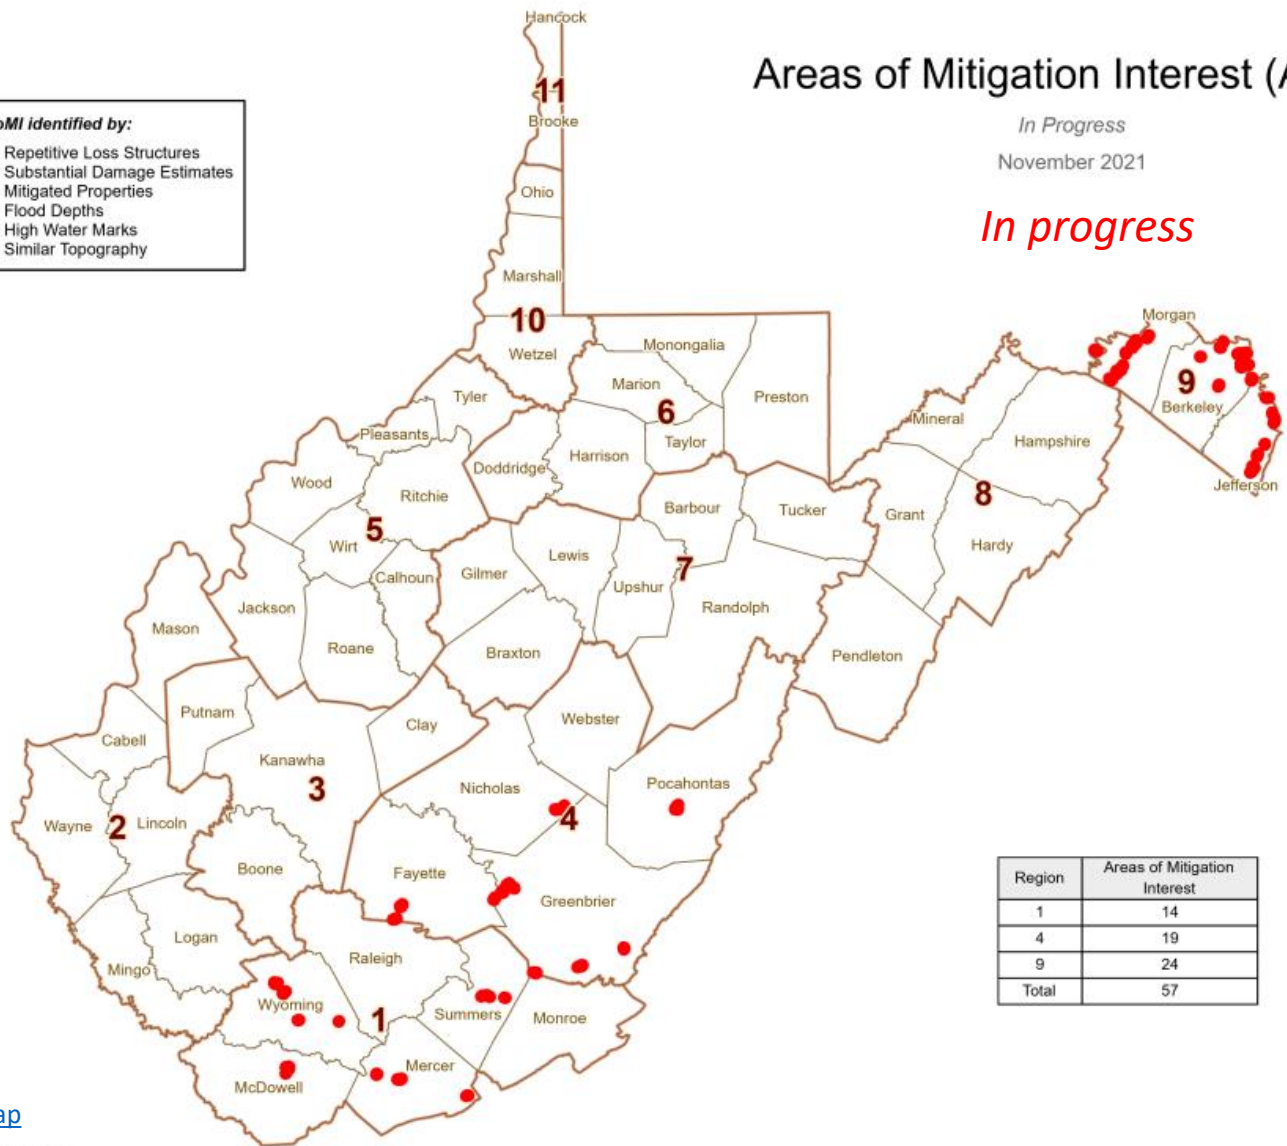 Hancock
Areas of Mitigation Interest (
11
In Progress
Brooke
November 2021
MI identified by:
Repetitive Loss Structures
Substantial Damage Estimates
Mitigated Properties
Flood Depths
High Water Marks
Similar Topography
Ohio
In progress
Marshall
10
Wetzel
Morgan
Monongalia
Marion
6
Taylor
Preston
9
Berkeley
Jefferson
Tyler
Pleasants
Doddridge
Harrison
Mineral
Hampshire
Wood
Ritchie
5
Wirt
Calhoun
Barbour
Tucker
Grant
8
Hardy
Gilmer
Lewis
Upshur
7
Randolph
Mason
Jackson
Roane
Braxton
Pendleton
Putnam
Clay
Webster
Cabell
Kanawha
3
Nicholas
4
Pocahontas
Wayne
2
Lincoln
Boone
Fayette
Greenbrier
Logan
Mingo
Raleigh
Wyoming
1
Summers
Monroe
McDowell
Mercer
Region Areas of Mitigation Interest
1 14
4 19
9 24
Total 57